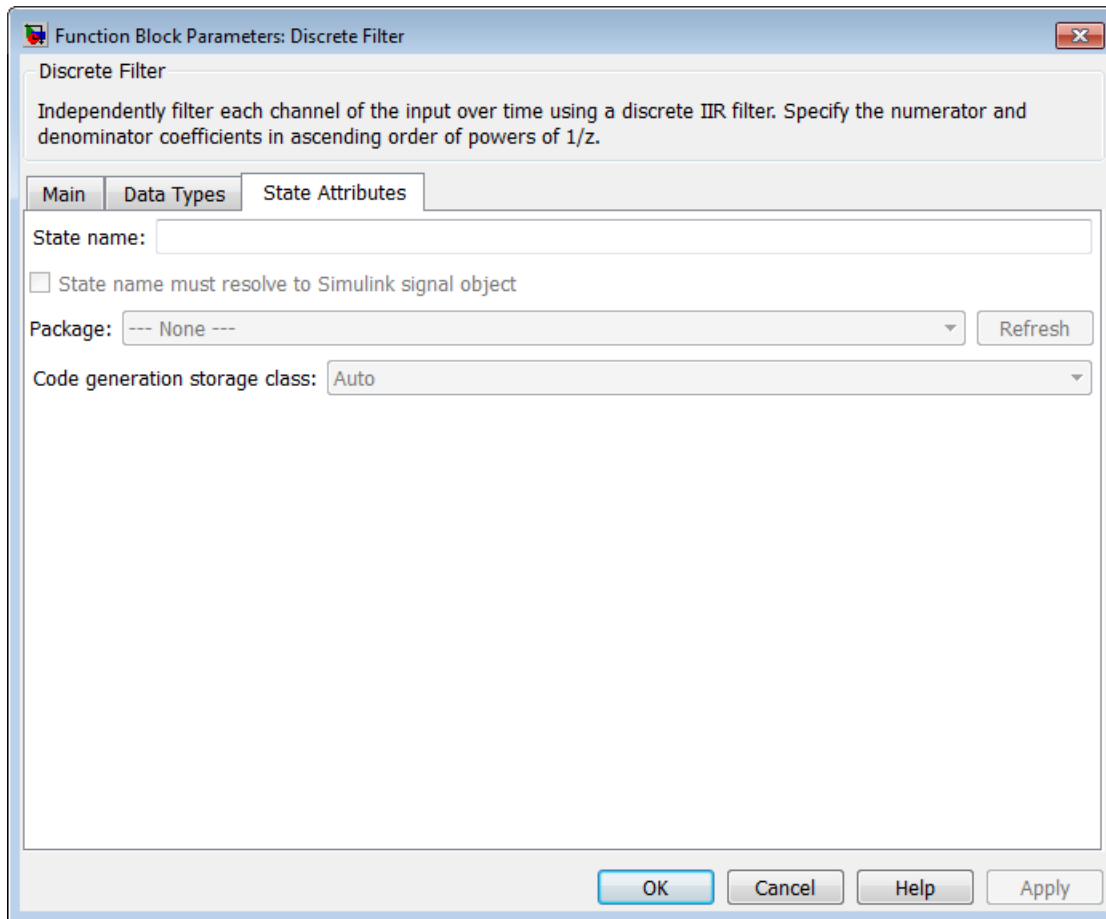 Function Block Parameters: Discrete Filter
Discrete Filter
Independently filter each channel of the input over time using a discrete IIR filter. Specify the numerator and
denominator coefficients in ascending order of powers of 1/z.
Main Data Types State Attributes
State name:
State name must resolve to Simulink signal object
Package: --- None --- Refresh
Code generation storage class: Auto
OK Cancel Help Apply